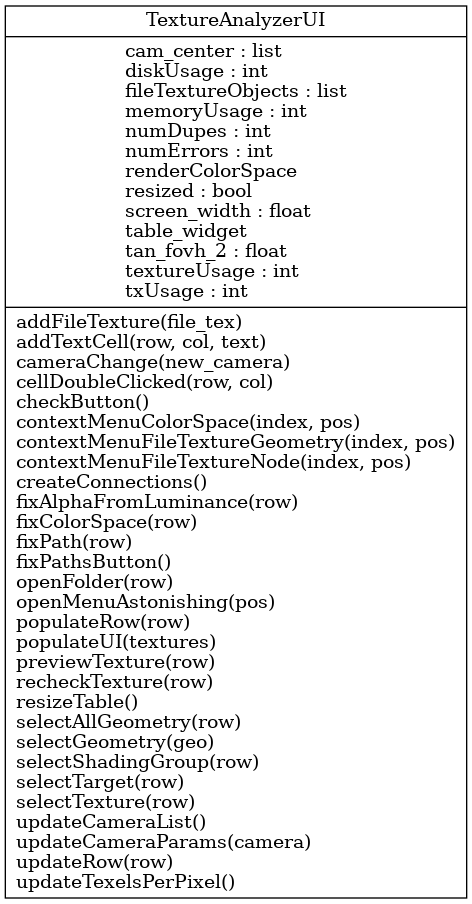 TextureAnalyzerUI
cam_center : list
diskUsage : int
fileTextureObjects : list
memoryUsage : int
numDupes : int
numErrors : int
renderColorSpace
resized : bool
screen_width : float
table_widget
tan_fovh_2 : float
textureUsage : int
txUsage : int
addFileTexture(file_tex)
addTextCell(row, col, text)
cameraChange(new_camera)
cellDoubleClicked(row, col)
checkButton()
contextMenuColorSpace(index, pos)
contextMenuFileTextureGeometry(index, pos)
contextMenuFileTextureNode(index, pos)
createConnections()
fixAlphaFromLuminance(row)
fixColorSpace(row)
fixPath(row)
fixPathsButton()
openFolder(row)
openMenuAstonishing(pos)
populateRow(row)
populateUI(textures)
previewTexture(row)
recheckTexture(row)
resizeTable()
selectAllGeometry(row)
selectGeometry(geo)
selectShadingGroup(row)
selectTarget(row)
selectTexture(row)
updateCameraList()
updateCameraParams(camera)
updateRow(row)
updateTexelsPerPixel()